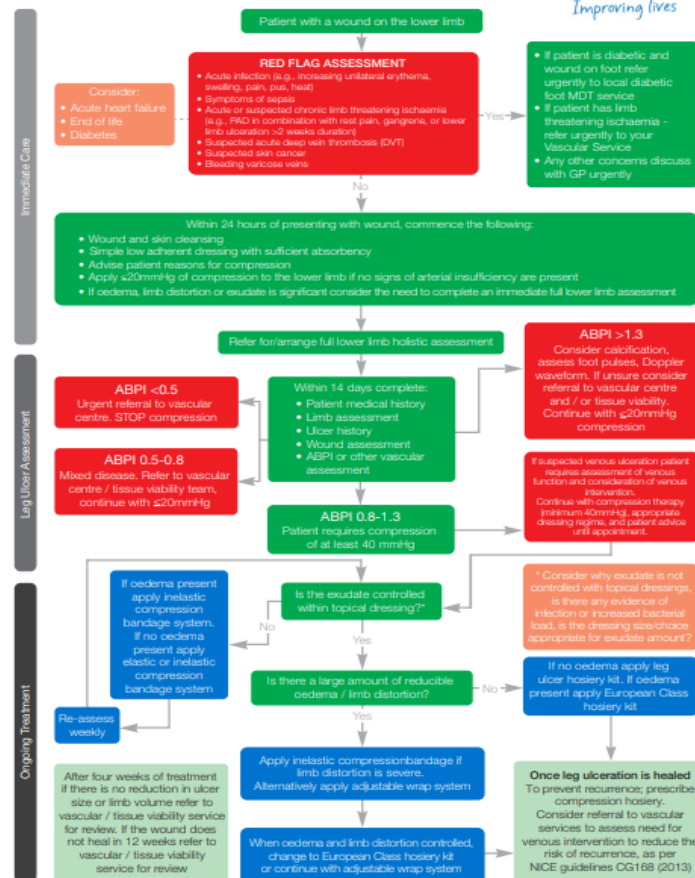 Improving lives
Patient with a wound on the lower limb
RED FLAG ASSESSMENT
• Acute infection (e.g., increasing unilateral erythema,
swelling, pain, pus, heat)
• Symptoms of sepsis
• Acute or suspected chronic limb threatening ischaemia
(e.g., PAD in combination with rest pain, gangrene, or lower
limb ulceration >2 weeks duration)
• Suspected acute deep vein thrombosis (DVT)
• Suspected skin cancer
• Bleeding varicose veins
Consider:
• Acute heart failure
• End of life
• Diabetes
Yes
• If patient is diabetic and
wound on foot refer
urgently to local diabetic
foot MDT service
• If patient has limb
threatening ischaemia -
refer urgently to your
Vascular Service
• Any other concerns discuss
with GP urgently
No
Immediate Care
Within 24 hours of presenting with wound, commence the following:
• Wound and skin cleansing
• Simple low adherent dressing with sufficient absorbency
• Advise patient reasons for compression
• Apply ≤20mmHg of compression to the lower limb if no signs of arterial insufficiency are present
• If oedema, limb distortion or exudate is significant consider the need to complete an immediate full lower limb assessment
Refer for/arrange full lower limb holistic assessment
Leg Ulcer Assessment
ABPI <0.5
Urgent referral to vascular
centre. STOP compression
ABPI 0.5-0.8
Mixed disease. Refer to vascular
centre / tissue viability team,
continue with ≤20mmHg
Within 14 days complete:
• Patient medical history
• Limb assessment
• Ulcer history
• Wound assessment
• ABPI or other vascular
assessment
ABPI >1.3
Consider calcification,
assess foot pulses, Doppler
waveform. If unsure consider
referral to vascular centre
and / or tissue viability.
Continue with ≤20mmHg
compression
ABPI 0.8-1.3
Patient requires compression
of at least 40 mmHg
If suspected venous ulceration patient
requires assessment of venous
function and consideration of venous
intervention.
Continue with compression therapy
(minimum 40mmHg), appropriate
dressing regime, and patient advice
until appointment.
Ongoing Treatment
If oedema present
apply inelastic
compression
bandage system.
If no oedema
present apply
elastic or inelastic
compression
bandage system
Is the exudate controlled
within topical dressing?*
No
Yes
* Consider why exudate is not
controlled with topical dressings,
is there any evidence of
infection or increased bacterial
load, is the dressing size/choice
appropriate for exudate amount?
Re-assess
weekly
Is there a large amount of reducible
oedema / limb distortion?
No
Yes
If no oedema apply leg
ulcer hosiery kit. If oedema
present apply European Class
hosiery kit
After four weeks of treatment
if there is no reduction in ulcer
size or limb volume refer to
vascular / tissue viability service
for review. If the wound does
not heal in 12 weeks refer to
vascular / tissue viability
service for review
Apply inelastic compressionbandage if
limb distortion is severe.
Alternatively apply adjustable wrap system
When oedema and limb distortion controlled,
change to European Class hosiery kit
or continue with adjustable wrap system
Once leg ulceration is healed
To prevent recurrence; prescribe
compression hosiery.
Consider referral to vascular
services to assess need for
venous intervention to reduce the
risk of recurrence, as per
NICE guidelines CG168 (2013)